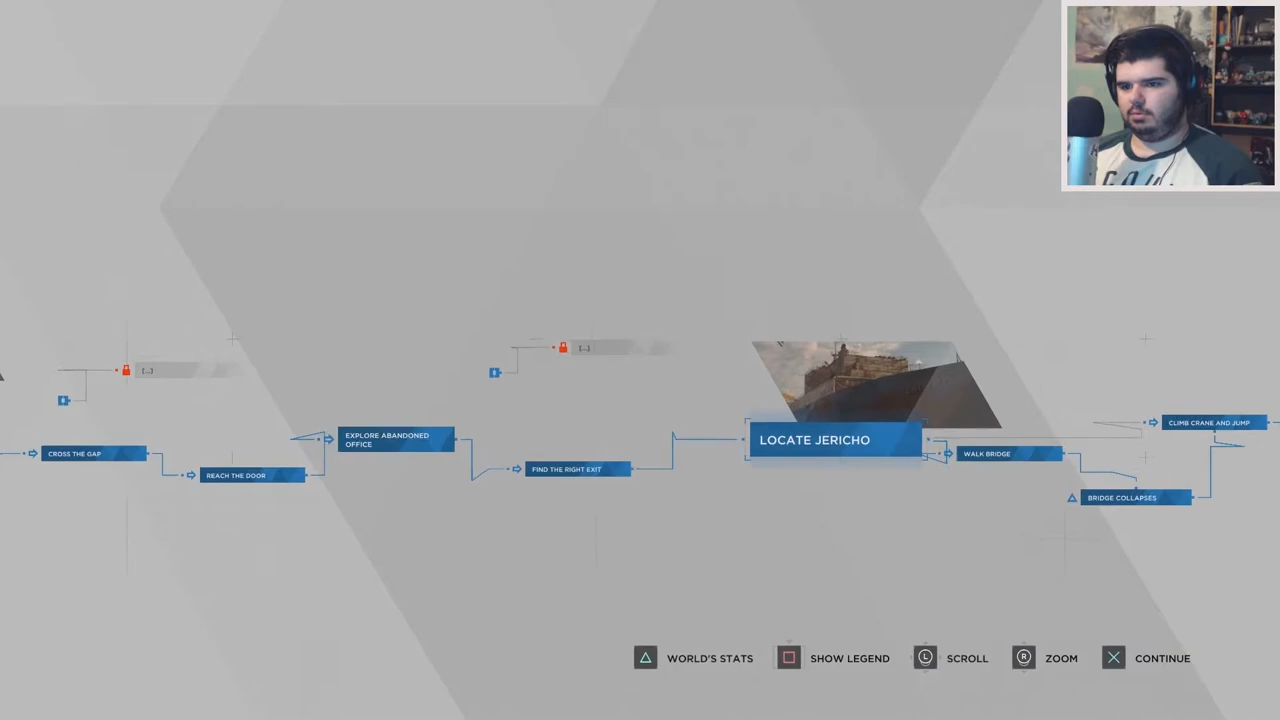 [...]
[...]
CROSS THE GAP
REACH THE DOOR
EXPLORE ABANDONED
OFFICE
FIND THE RIGHT EXIT
LOCATE JERICHO
WALK BRIDGE
BRIDGE COLLAPSES
CLIMB CRANE AND JUMP
WORLD'S STATS
SHOW LEGEND
L
SCROLL
R
ZOOM
CONTINUE